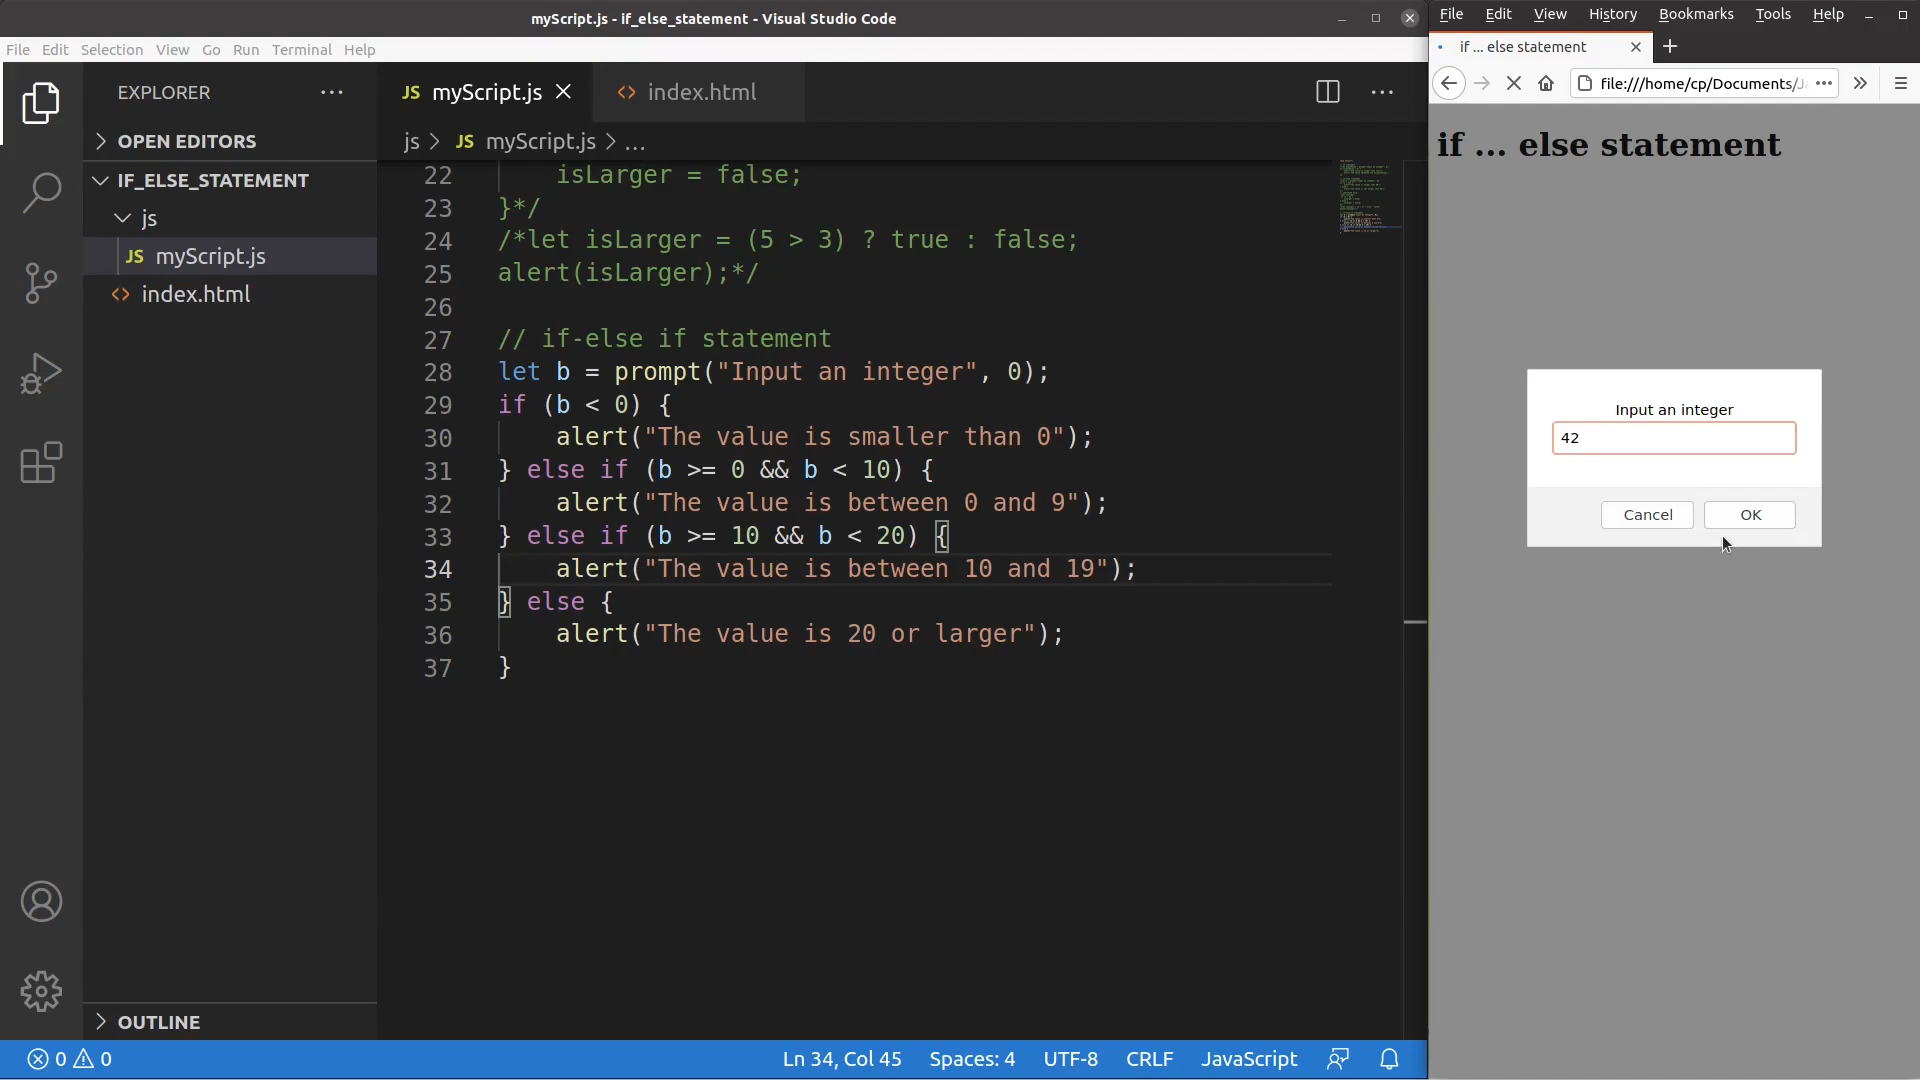 myScript.js - if_else_statement - Visual Studio Code
File Edit Selection View Go Run Terminal Help
EXPLORER
OPEN EDITORS
IF_ELSE_STATEMENT
js
JS myScript.js
<> index.html
OUTLINE
JS myScript.js
<> index.html
js > JS myScript.js > ...
22 isLarger = false;
23 }*/
24 /*let isLarger = (5 > 3) ? true : false;
25 alert(isLarger);*/
26
27 // if-else if statement
28 let b = prompt("Input an integer", 0);
29 if (b < 0) {
30 alert("The value is smaller than 0");
31 } else if (b >= 0 && b < 10) {
32 alert("The value is between 0 and 9");
33 } else if (b >= 10 && b < 20) {
34 alert("The value is between 10 and 19");
35 } else {
36 alert("The value is 20 or larger");
37 }
0 0
Ln 34, Col 45 Spaces: 4 UTF-8 CRLF JavaScript
File Edit View History Bookmarks Tools Help
if ... else statement
file:///home/cp/Documents/J
if ... else statement
Input an integer
42
Cancel OK